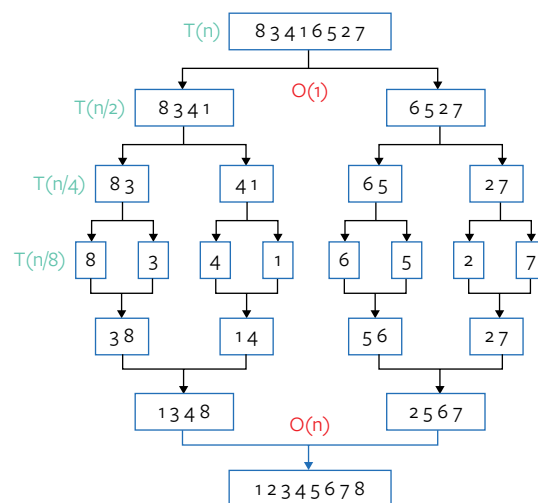 T(n) 8 3 4 1 6 5 2 7
O(1)
T(n/2) 8 3 4 1 6 5 2 7
T(n/4) 8 3 4 1 6 5 2 7
T(n/8) 8 3 4 1 6 5 2 7
3 8 1 4 5 6 2 7
1 3 4 8 2 5 6 7
O(n)
1 2 3 4 5 6 7 8